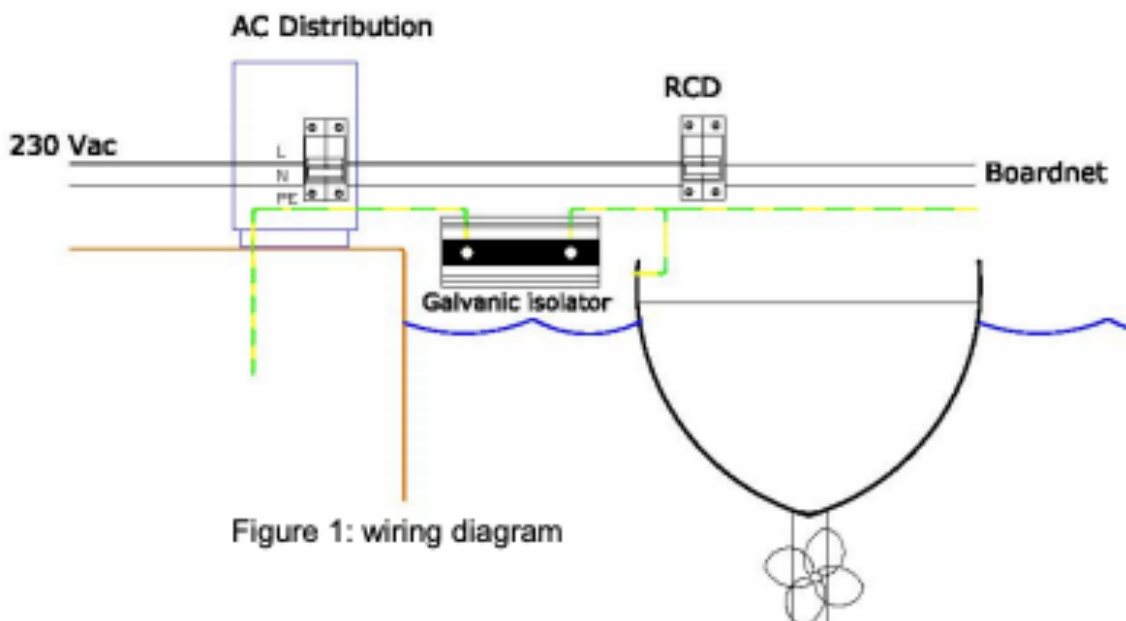 AC Distribution
RCD
230 Vac
L
N
PE
Boardnet
Galvanic isolator
Figure 1: wiring diagram